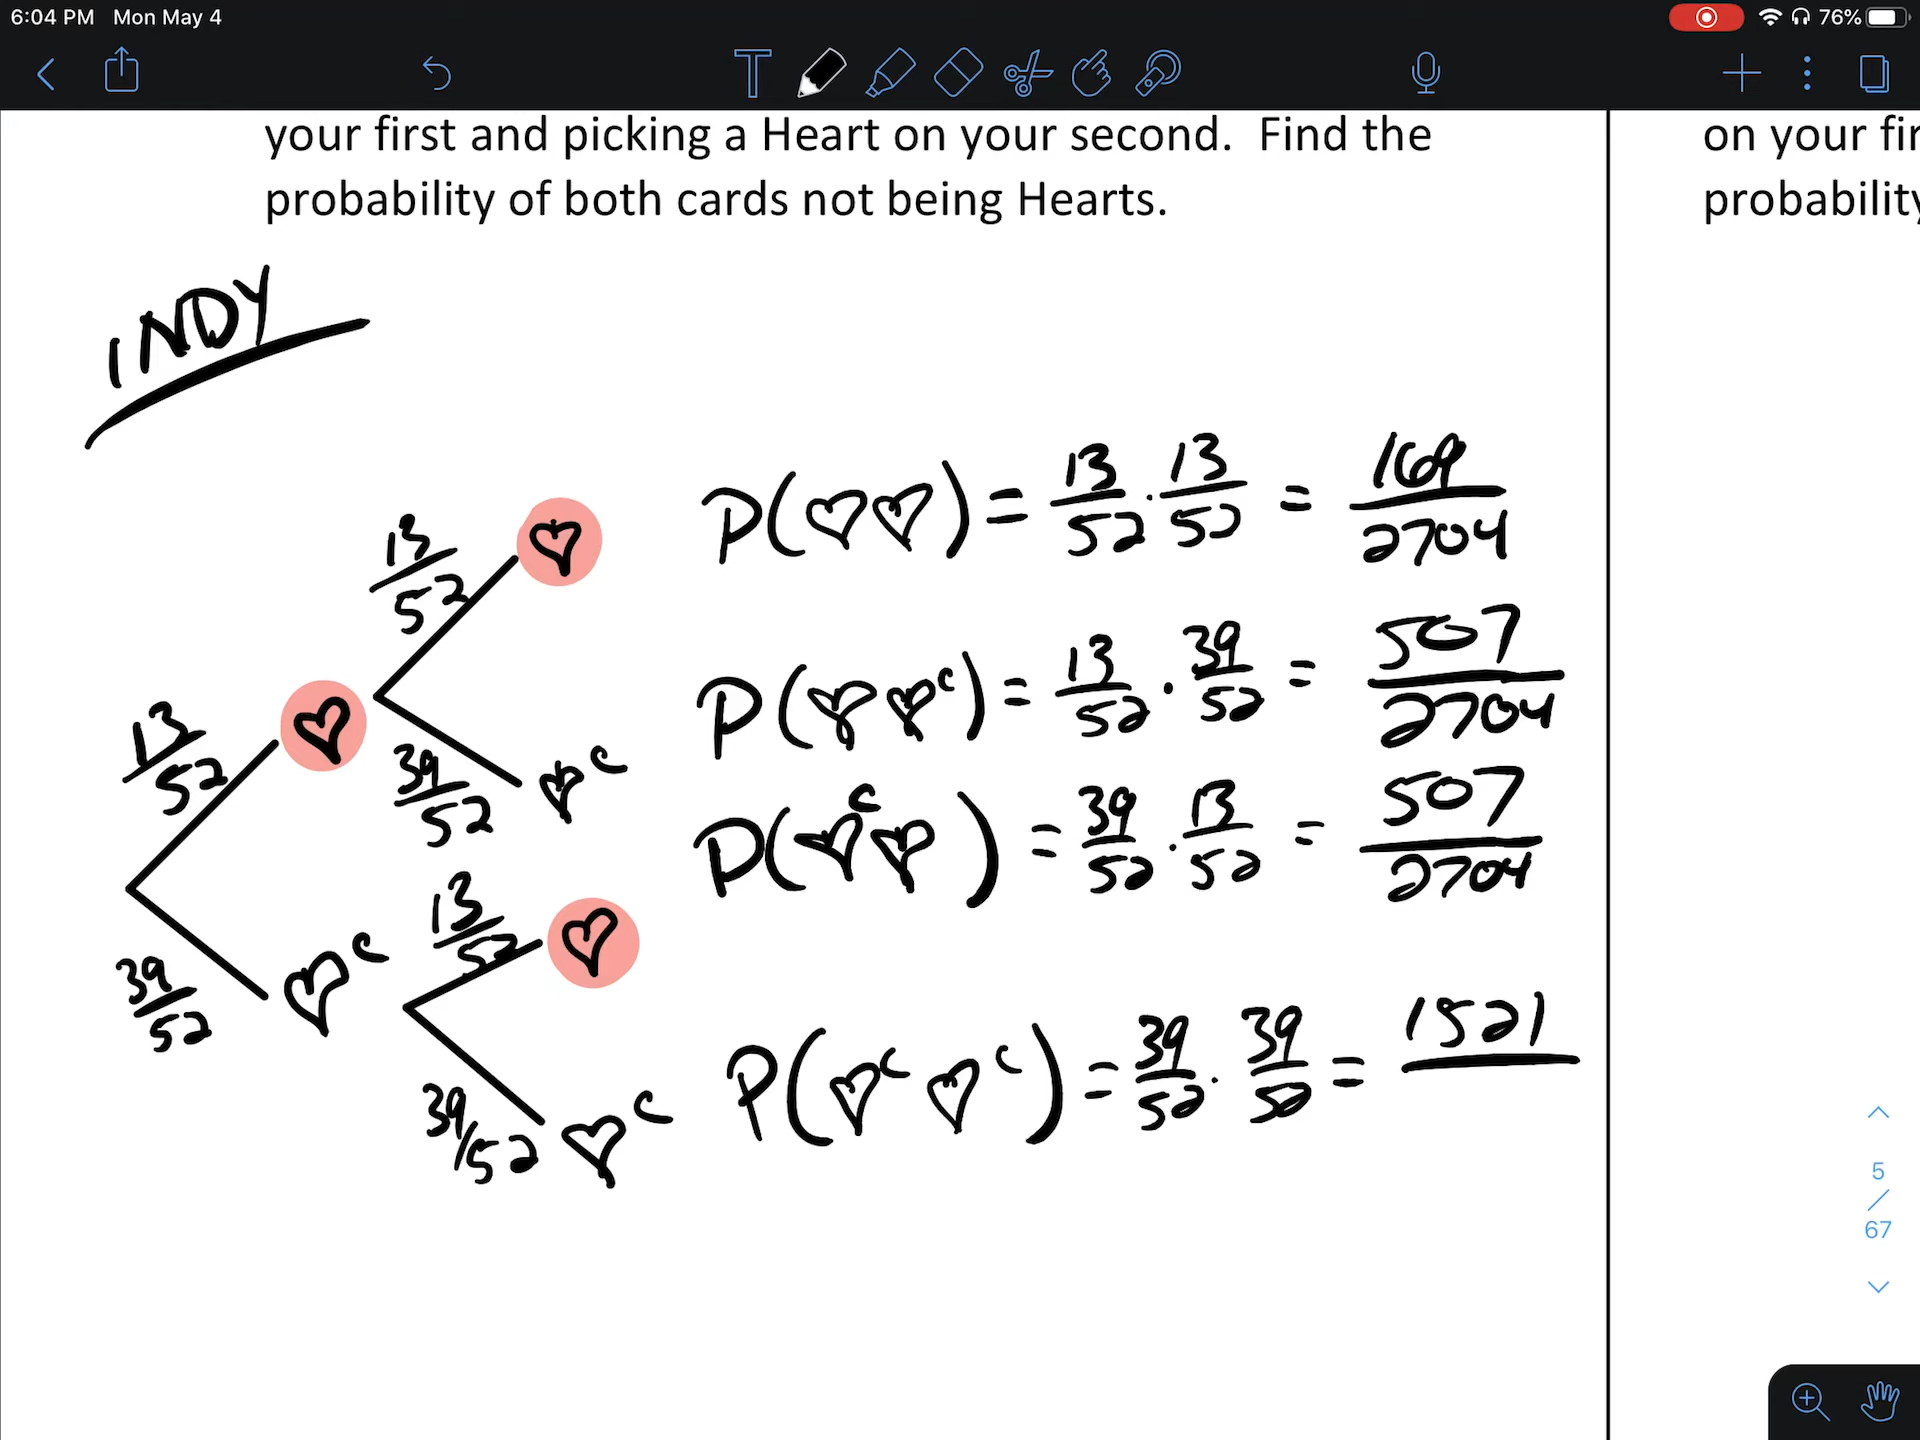 6:04 PM Mon May 4
76%
your first and picking a Heart on your second. Find the
probability of both cards not being Hearts.
on your fir
probability
INDY
13/52 ♡
13/52 ♡
39/52 ♡ᶜ
39/52 ♡ᶜ
13/52 ♡
39/52 ♡ᶜ
P(♡♡) = 13/52 · 13/52 = 169/2704
P(♡♡ᶜ) = 13/52 · 39/52 = 507/2704
P(♡ᶜ♡) = 39/52 · 13/52 = 507/2704
P(♡ᶜ♡ᶜ) = 39/52 · 39/52 = 1521/
5
/
67